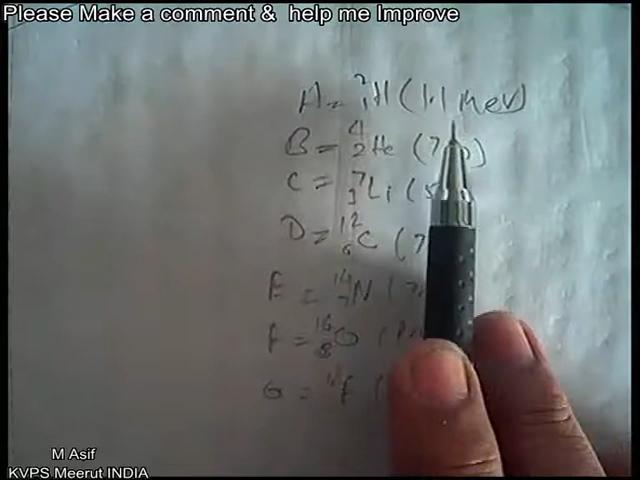 Please Make a comment & help me Improve
A = ²₁H (1.1 MeV)
B = ⁴₂He (7
C = ⁷₃Li (5
D = ¹²₆C (7
E = ¹⁴₇N (7
F = ¹⁶₈O (
G = F (
M Asif
KVPS Meerut INDIA